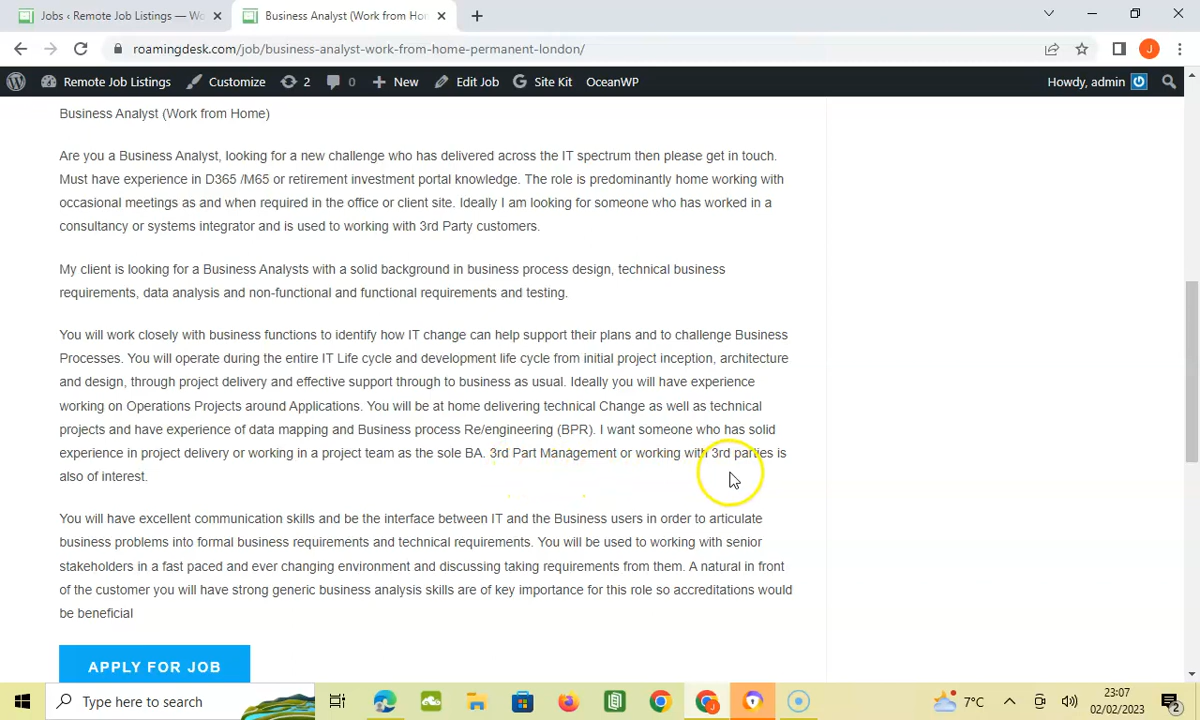 Jobs ‹ Remote Job Listings — Wo
Business Analyst (Work from Hom
roamingdesk.com/job/business-analyst-work-from-home-permanent-london/
J
Remote Job Listings Customize 2 0 New Edit Job Site Kit OceanWP Howdy, admin
Business Analyst (Work from Home)
Are you a Business Analyst, looking for a new challenge who has delivered across the IT spectrum then please get in touch.
Must have experience in D365 /M65 or retirement investment portal knowledge. The role is predominantly home working with
occasional meetings as and when required in the office or client site. Ideally I am looking for someone who has worked in a
consultancy or systems integrator and is used to working with 3rd Party customers.
My client is looking for a Business Analysts with a solid background in business process design, technical business
requirements, data analysis and non-functional and functional requirements and testing.
You will work closely with business functions to identify how IT change can help support their plans and to challenge Business
Processes. You will operate during the entire IT Life cycle and development life cycle from initial project inception, architecture
and design, through project delivery and effective support through to business as usual. Ideally you will have experience
working on Operations Projects around Applications. You will be at home delivering technical Change as well as technical
projects and have experience of data mapping and Business process Re/engineering (BPR). I want someone who has solid
experience in project delivery or working in a project team as the sole BA. 3rd Part Management or working with 3rd parties is
also of interest.
You will have excellent communication skills and be the interface between IT and the Business users in order to articulate
business problems into formal business requirements and technical requirements. You will be used to working with senior
stakeholders in a fast paced and ever changing environment and discussing taking requirements from them. A natural in front
of the customer you will have strong generic business analysis skills are of key importance for this role so accreditations would
be beneficial
APPLY FOR JOB
Type here to search
7°C
23:07
02/02/2023
2